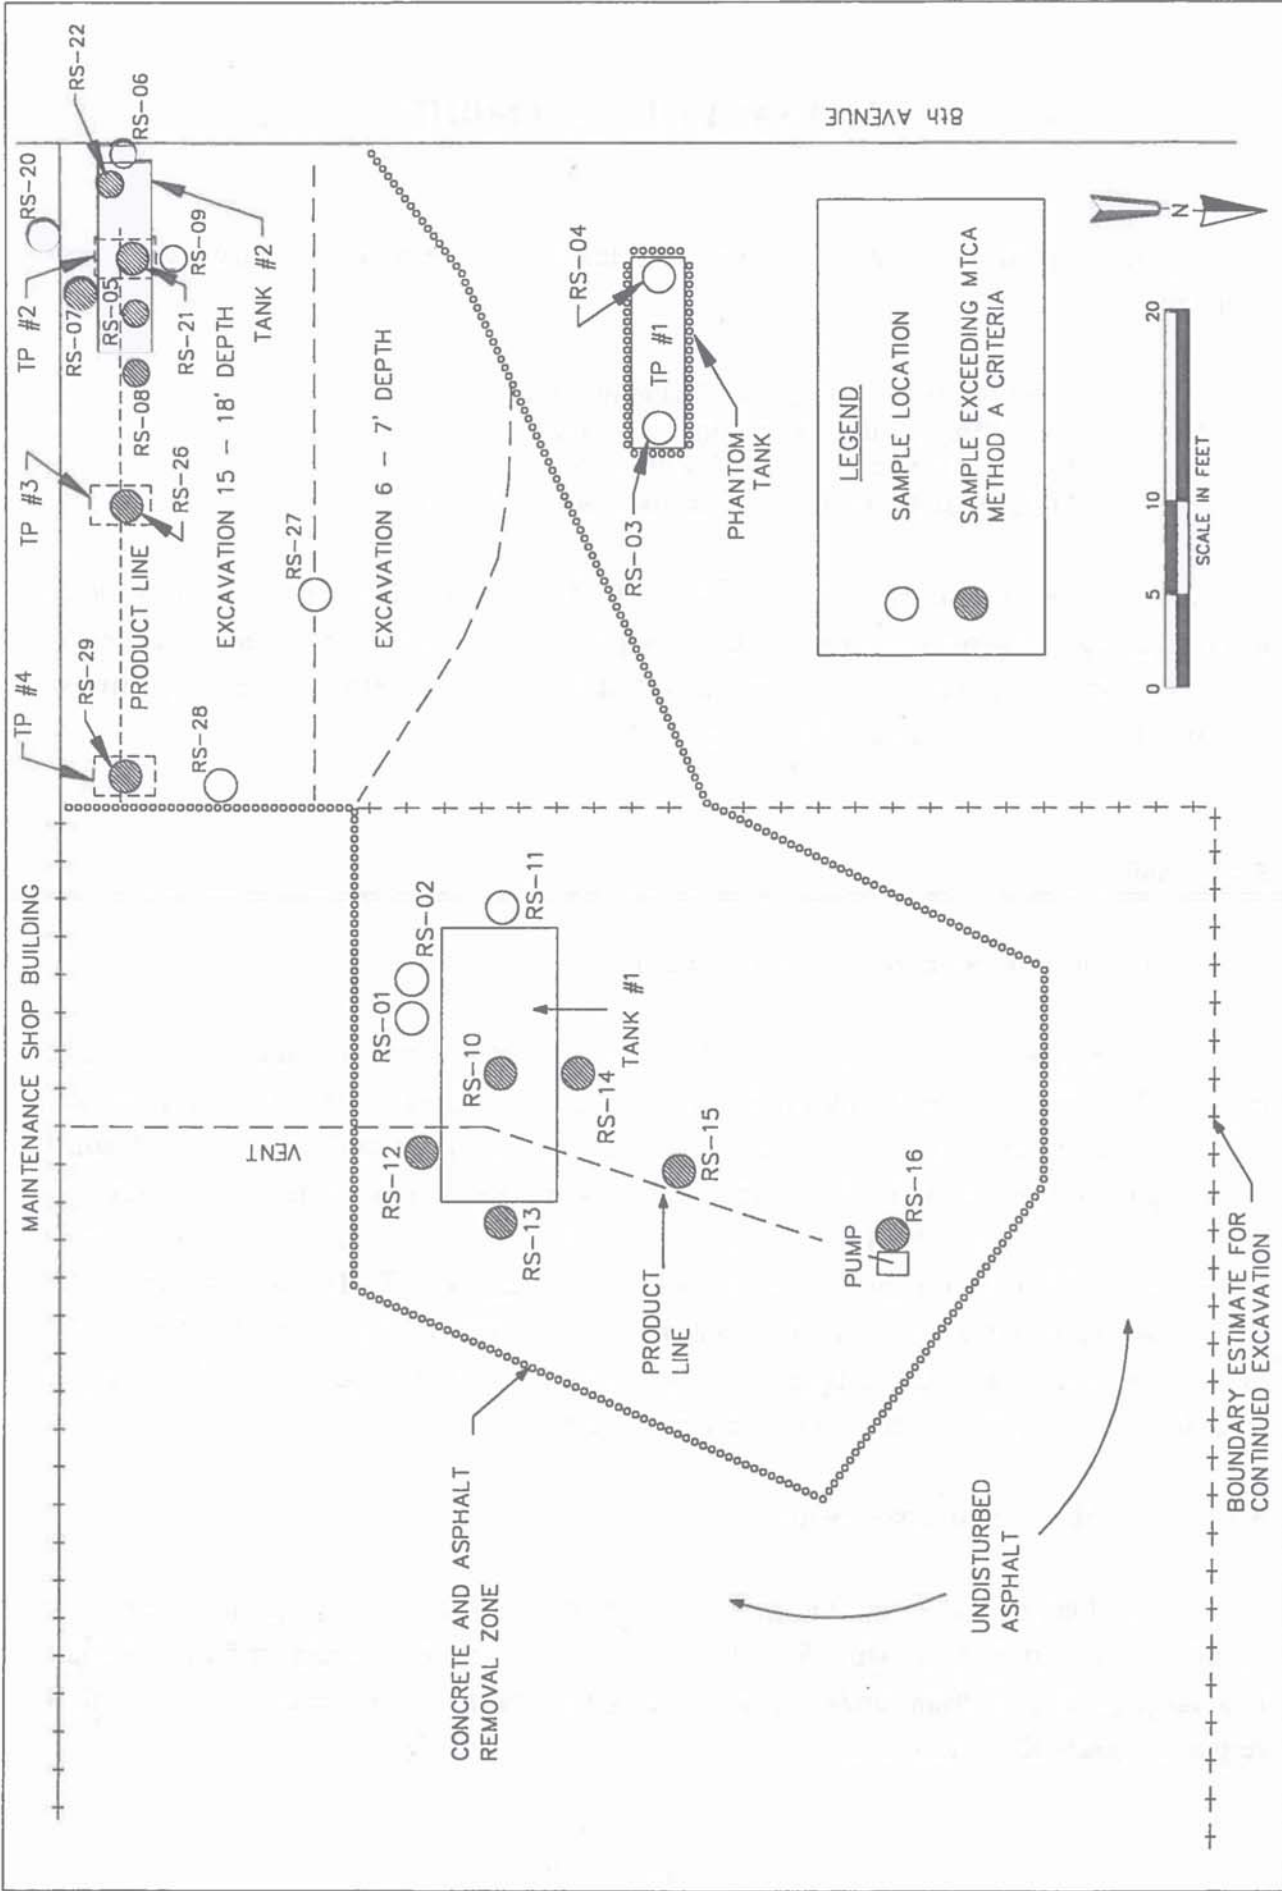 MAINTENANCE SHOP BUILDING
TP #4
TP #3
TP #2
RS-20
RS-22
RS-06
RS-29
RS-07
RS-05
RS-09
RS-08
RS-21
RS-26
TANK #2
PRODUCT LINE
EXCAVATION 15 - 18' DEPTH
RS-28
RS-27
EXCAVATION 6 - 7' DEPTH
8th AVENUE
VENT
RS-01
RS-02
RS-11
RS-10
RS-12
RS-13
RS-14
TANK #1
RS-15
PRODUCT
LINE
PUMP
RS-16
RS-03
TP #1
RS-04
PHANTOM
TANK
CONCRETE AND ASPHALT
REMOVAL ZONE
UNDISTURBED
ASPHALT
BOUNDARY ESTIMATE FOR
CONTINUED EXCAVATION
LEGEND
SAMPLE LOCATION
SAMPLE EXCEEDING MTCA
METHOD A CRITERIA
N
0
5
10
20
SCALE IN FEET